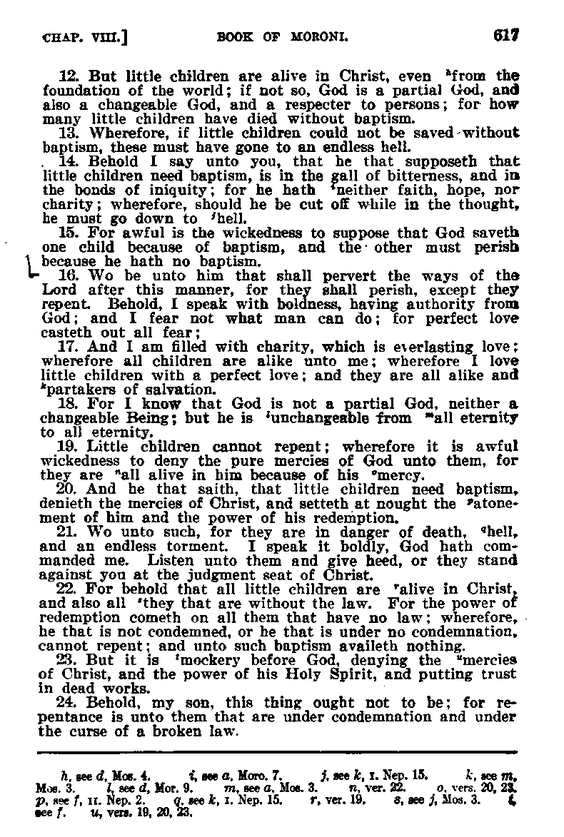 CHAP. VIII.] BOOK OF MORONI. 617
12. But little children are alive in Christ, even ʰfrom the
foundation of the world; if not so, God is a partial God, and
also a changeable God, and a respecter to persons; for how
many little children have died without baptism.
13. Wherefore, if little children could not be saved without
baptism, these must have gone to an endless hell.
14. Behold I say unto you, that he that supposeth that
little children need baptism, is in the gall of bitterness, and in
the bonds of iniquity; for he hath ⁱneither faith, hope, nor
charity; wherefore, should he be cut off while in the thought,
he must go down to ʲhell.
15. For awful is the wickedness to suppose that God saveth
one child because of baptism, and the other must perish
because he hath no baptism.
16. Wo be unto him that shall pervert the ways of the
Lord after this manner, for they shall perish, except they
repent. Behold, I speak with boldness, having authority from
God; and I fear not what man can do; for perfect love
casteth out all fear;
17. And I am filled with charity, which is everlasting love;
wherefore all children are alike unto me; wherefore I love
little children with a perfect love; and they are all alike and
ᵏpartakers of salvation.
18. For I know that God is not a partial God, neither a
changeable Being; but he is ˡunchangeable from ᵐall eternity
to all eternity.
19. Little children cannot repent; wherefore it is awful
wickedness to deny the pure mercies of God unto them, for
they are ⁿall alive in him because of his ᵒmercy.
20. And he that saith, that little children need baptism,
denieth the mercies of Christ, and setteth at nought the ᵖatone-
ment of him and the power of his redemption.
21. Wo unto such, for they are in danger of death, qhell,
and an endless torment. I speak it boldly, God hath com-
manded me. Listen unto them and give heed, or they stand
against you at the judgment seat of Christ.
22. For behold that all little children are ʳalive in Christ,
and also all ˢthey that are without the law. For the power of
redemption cometh on all them that have no law; wherefore,
he that is not condemned, or he that is under no condemnation,
cannot repent; and unto such baptism availeth nothing.
23. But it is ᵗmockery before God, denying the ᵘmercies
of Christ, and the power of his Holy Spirit, and putting trust
in dead works.
24. Behold, my son, this thing ought not to be; for re-
pentance is unto them that are under condemnation and under
the curse of a broken law.
h, see d, Mos. 4. i, see a, Moro. 7. j, see k, I. Nep. 15. k, see m,
Mos. 3. l, see d, Mor. 9. m, see a, Mos. 3. n, ver. 22. o, vers. 20, 23.
p, see f, II. Nep. 2. q, see k, I. Nep. 15. r, ver. 19. s, see j, Mos. 3. t,
see f. u, vers. 19, 20, 23.